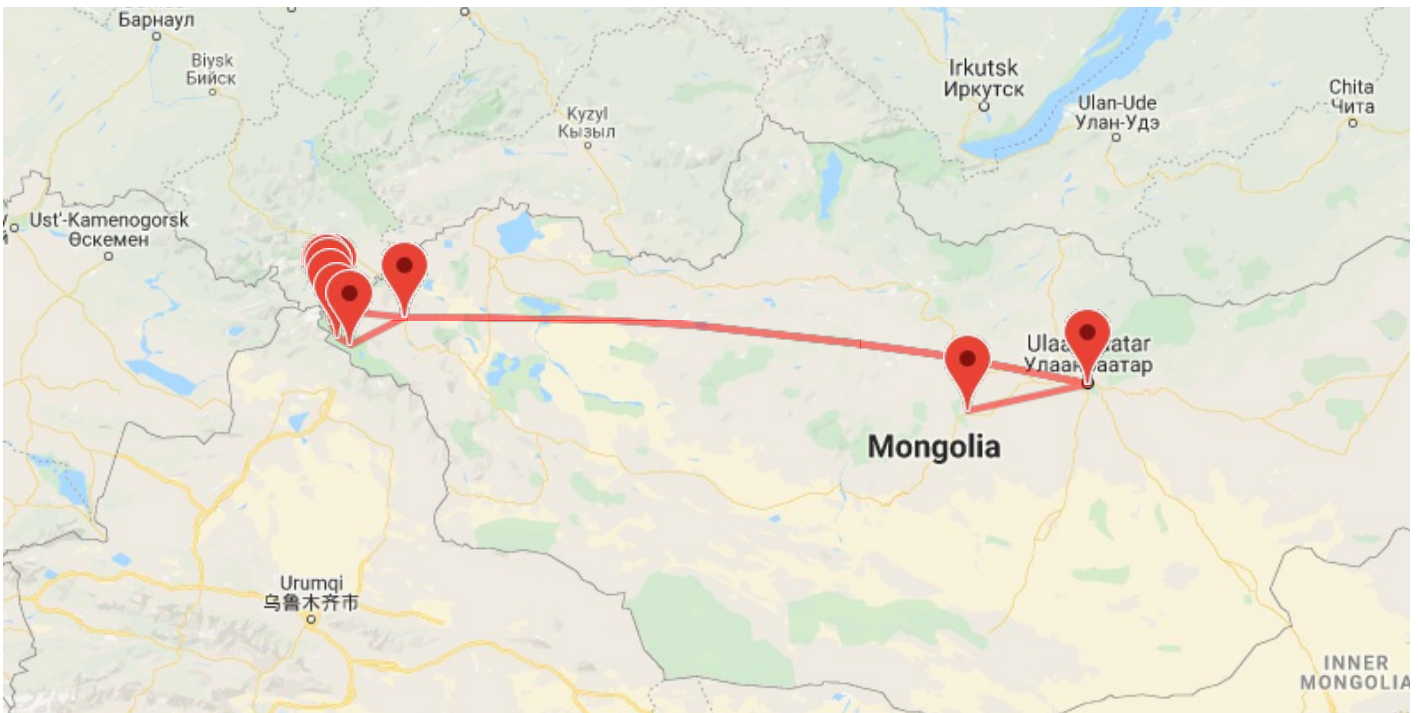 Барнаул
Biysk
Бийск
Irkutsk
Иркутск
Chita
Чита
Ulan-Ude
Улан-Удэ
Kyzyl
Кызыл
Ust'-Kamenogorsk
Өскемен
Mongolia
Urumqi
乌鲁木齐市
INNER
MONGOLIA